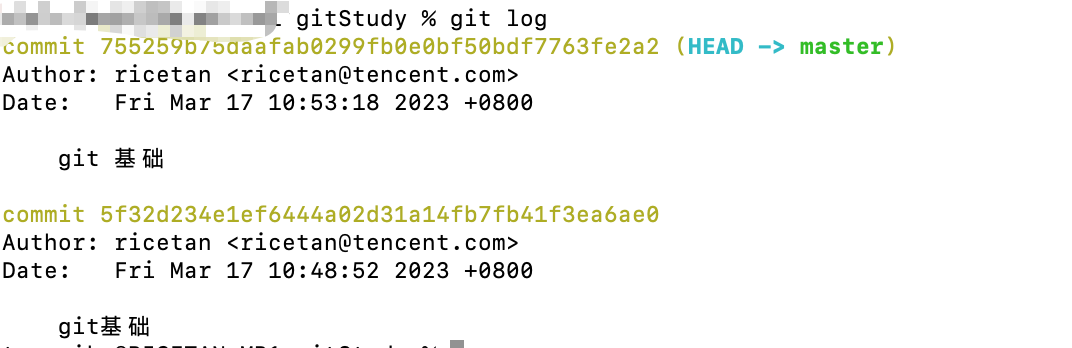 gitStudy % git log
commit 755259b75daafab0299fb0e0bf50bdf7763fe2a2 (HEAD -> master)
Author: ricetan <ricetan@tencent.com>
Date:   Fri Mar 17 10:53:18 2023 +0800
git 基础
commit 5f32d234e1ef6444a02d31a14fb7fb41f3ea6ae0
Author: ricetan <ricetan@tencent.com>
Date:   Fri Mar 17 10:48:52 2023 +0800
git基础